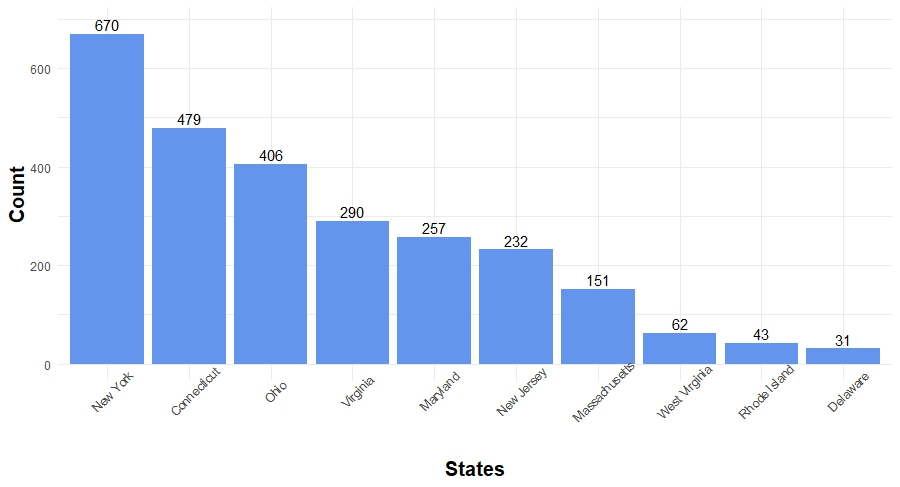 670
479
406
290
257
232
151
62
43
31
600
400
200
0
Count
New York
Connecticut
Ohio
Virginia
Maryland
New Jersey
Massachusetts
West Virginia
Rhode Island
Delaware
States